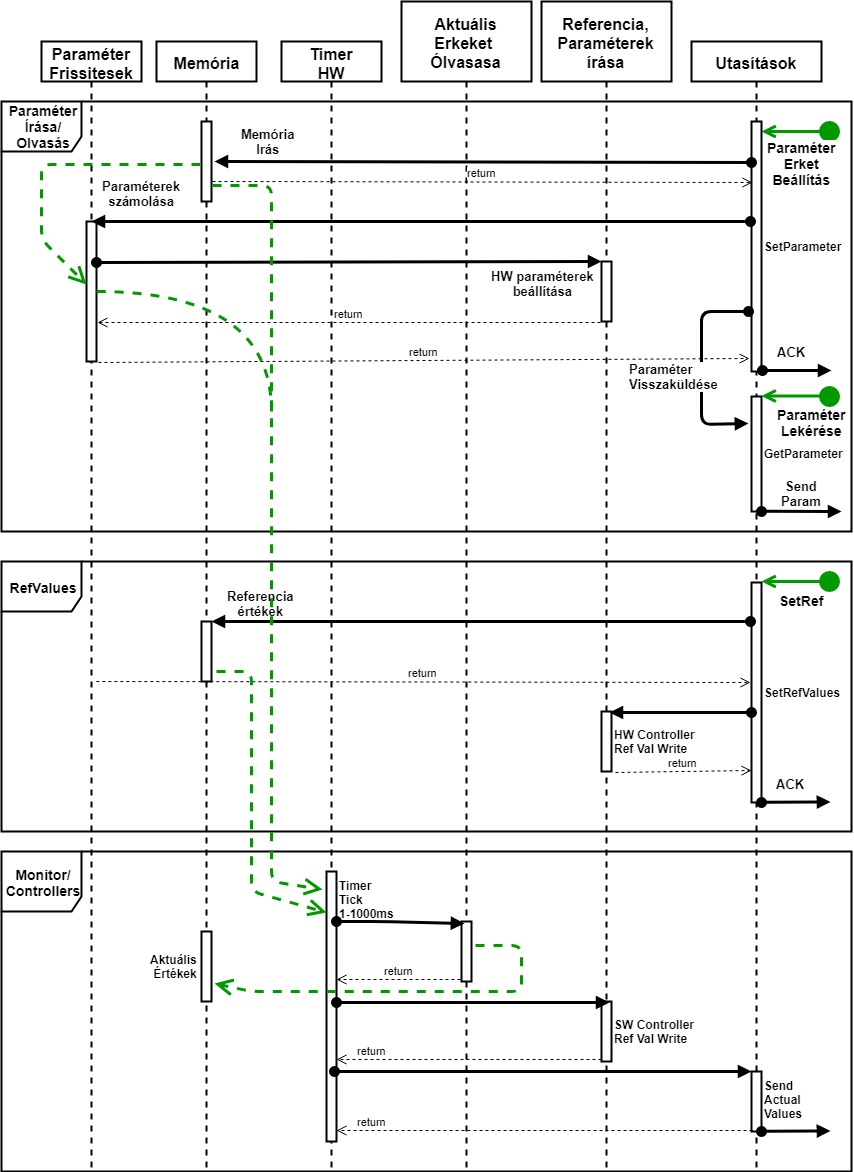 Paraméter
Frissitesek
Memória
Timer
HW
Aktuális
Erkeket
Ólvasasa
Referencia,
Paraméterek
írása
Utasítások
Paraméter
Írása/
Olvasás
Memória
Irás
return
Paraméter
Erket
Beállítás
Paraméterek
számolása
SetParameter
HW paraméterek
beállítása
return
return
ACK
Paraméter
Visszaküldése
Paraméter
Lekérése
GetParameter
Send
Param
RefValues
Referencia
értékek
SetRef
return
SetRefValues
HW Controller
Ref Val Write
return
ACK
Monitor/
Controllers
Timer
Tick
1-1000ms
Aktuális
Értékek
return
SW Controller
Ref Val Write
return
Send
Actual
Values
return